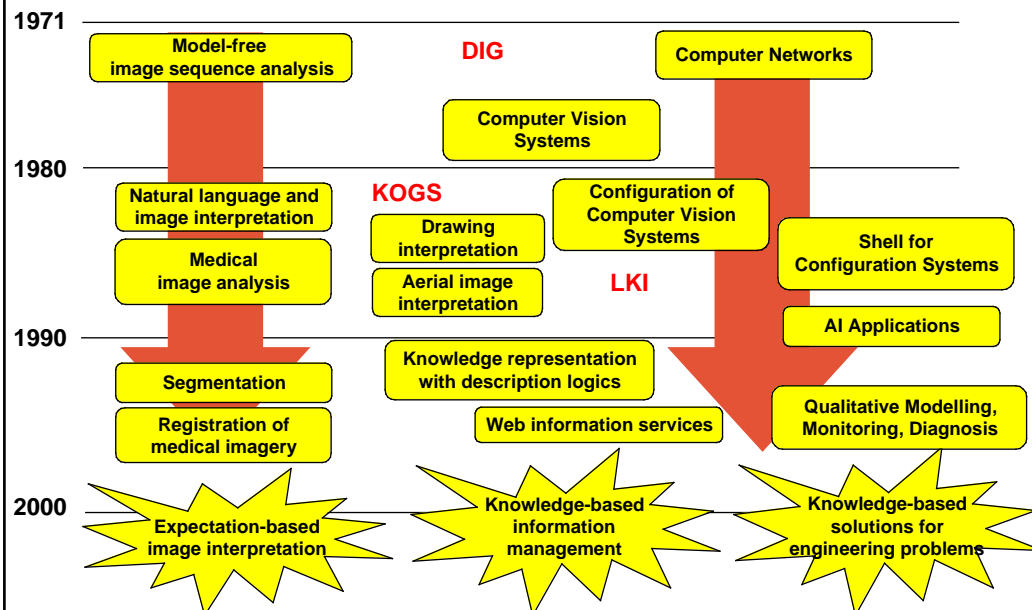 1971
Model-free
image sequence analysis
DIG
Computer Networks
Computer Vision
Systems
1980
Natural language and
image interpretation
KOGS
Configuration of
Computer Vision
Systems
Drawing
interpretation
Shell for
Configuration Systems
Medical
image analysis
Aerial image
interpretation
LKI
AI Applications
1990
Knowledge representation
with description logics
Segmentation
Registration of
medical imagery
Web information services
Qualitative Modelling,
Monitoring, Diagnosis
2000
Expectation-based
image interpretation
Knowledge-based
information
management
Knowledge-based
solutions for
engineering problems